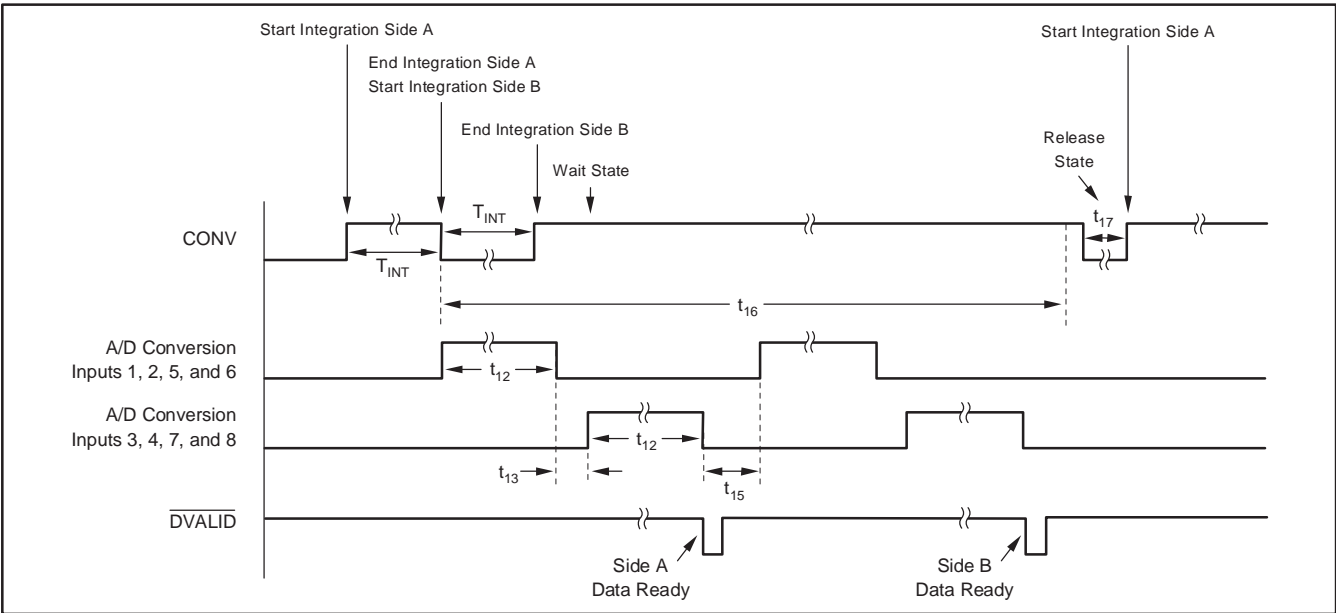 Start Integration Side A
Start Integration Side A
End Integration Side A
Start Integration Side B
End Integration Side B
Wait State
Release
State
CONV
T_INT
T_INT
t_17
t_16
A/D Conversion
Inputs 1, 2, 5, and 6
t_12
A/D Conversion
Inputs 3, 4, 7, and 8
t_12
t_13
t_15
DVALID
Side A
Data Ready
Side B
Data Ready